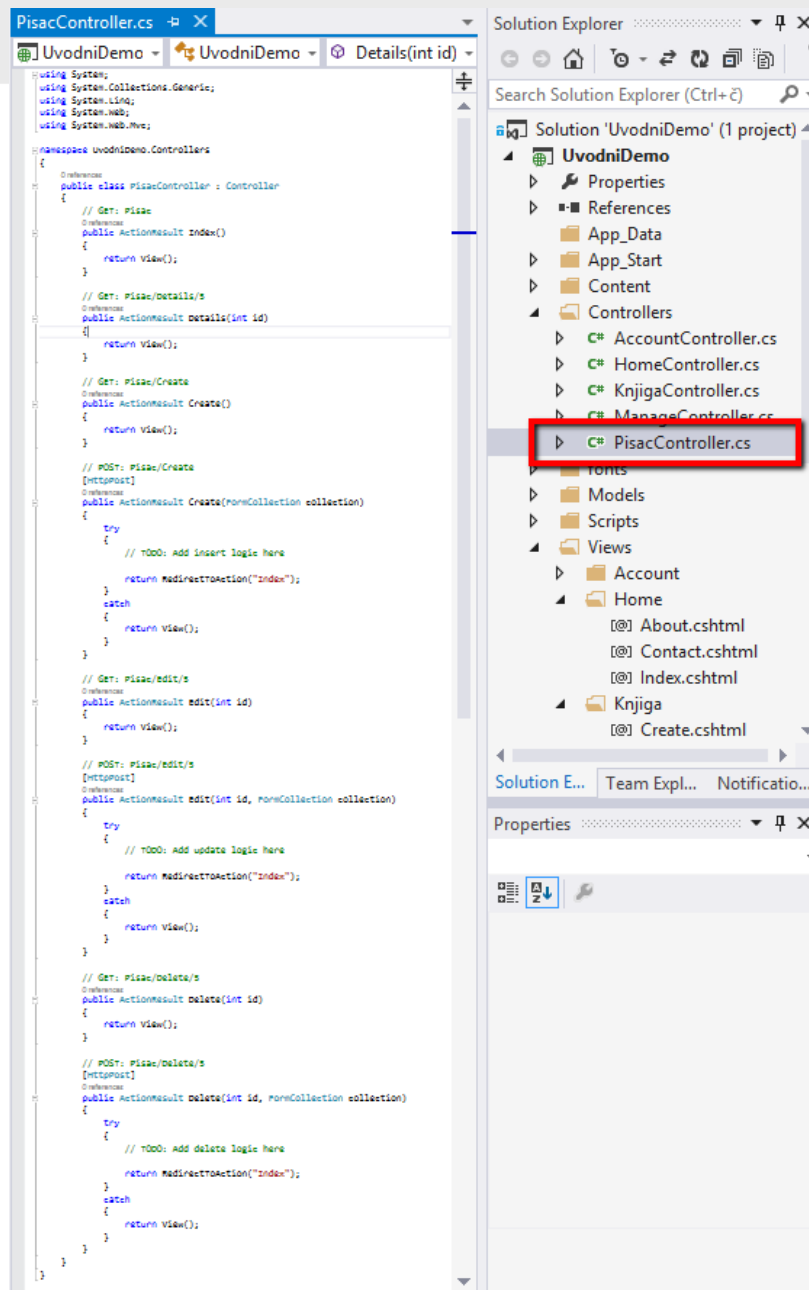 PisacController.cs
UvodniDemo
UvodniDemo
Details(int id)
using System;
using System.Collections.Generic;
using System.Linq;
using System.Web;
using System.Web.Mvc;
namespace UvodniDemo.Controllers
{
0 references
public class PisacController : Controller
{
// GET: Pisac
0 references
public ActionResult Index()
{
return View();
}
// GET: Pisac/Details/5
0 references
public ActionResult Details(int id)
{
return View();
}
// GET: Pisac/Create
0 references
public ActionResult Create()
{
return View();
}
// POST: Pisac/Create
[HttpPost]
0 references
public ActionResult Create(FormCollection collection)
{
try
{
// TODO: Add insert logic here
return RedirectToAction("Index");
}
catch
{
return View();
}
}
// GET: Pisac/Edit/5
0 references
public ActionResult Edit(int id)
{
return View();
}
// POST: Pisac/Edit/5
[HttpPost]
0 references
public ActionResult Edit(int id, FormCollection collection)
{
try
{
// TODO: Add update logic here
return RedirectToAction("Index");
}
catch
{
return View();
}
}
// GET: Pisac/Delete/5
0 references
public ActionResult Delete(int id)
{
return View();
}
// POST: Pisac/Delete/5
[HttpPost]
0 references
public ActionResult Delete(int id, FormCollection collection)
{
try
{
// TODO: Add delete logic here
return RedirectToAction("Index");
}
catch
{
return View();
}
}
}
}
Solution Explorer
Search Solution Explorer (Ctrl+č)
Solution 'UvodniDemo' (1 project)
UvodniDemo
Properties
References
App_Data
App_Start
Content
Controllers
C# AccountController.cs
C# HomeController.cs
C# KnjigaController.cs
C# ManageController.cs
C# PisacController.cs
fonts
Models
Scripts
Views
Account
Home
[@] About.cshtml
[@] Contact.cshtml
[@] Index.cshtml
Knjiga
[@] Create.cshtml
Solution E...
Team Expl...
Notificatio...
Properties